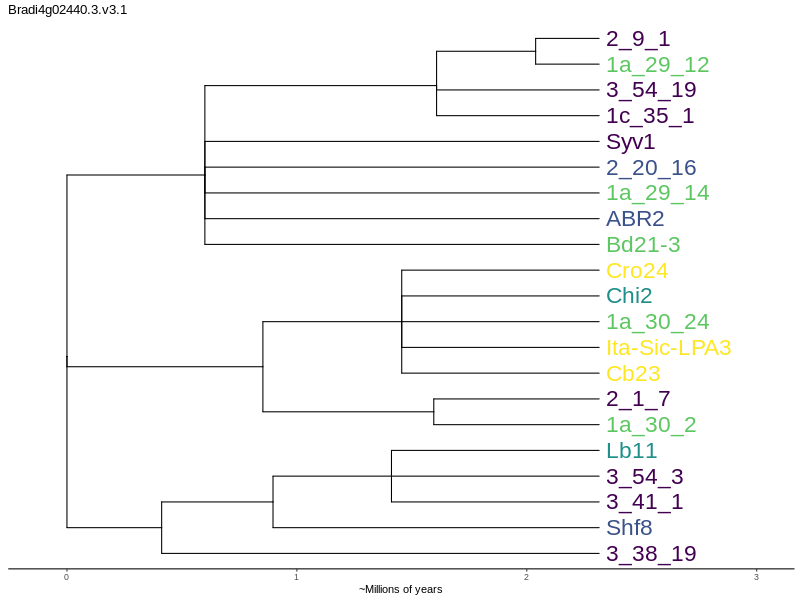 Bradi4g02440.3.v3.1
2_9_1
1a_29_12
3_54_19
1c_35_1
Syv1
2_20_16
1a_29_14
ABR2
Bd21-3
Cro24
Chi2
1a_30_24
Ita-Sic-LPA3
Cb23
2_1_7
1a_30_2
Lb11
3_54_3
3_41_1
Shf8
3_38_19
0 1 2 3
~Millions of years